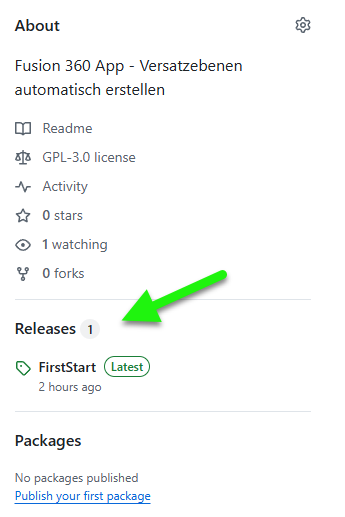 About
Fusion 360 App - Versatzebenen
automatisch erstellen
Readme
GPL-3.0 license
Activity
0 stars
1 watching
0 forks
Releases 1
FirstStart Latest
2 hours ago
Packages
No packages published
Publish your first package